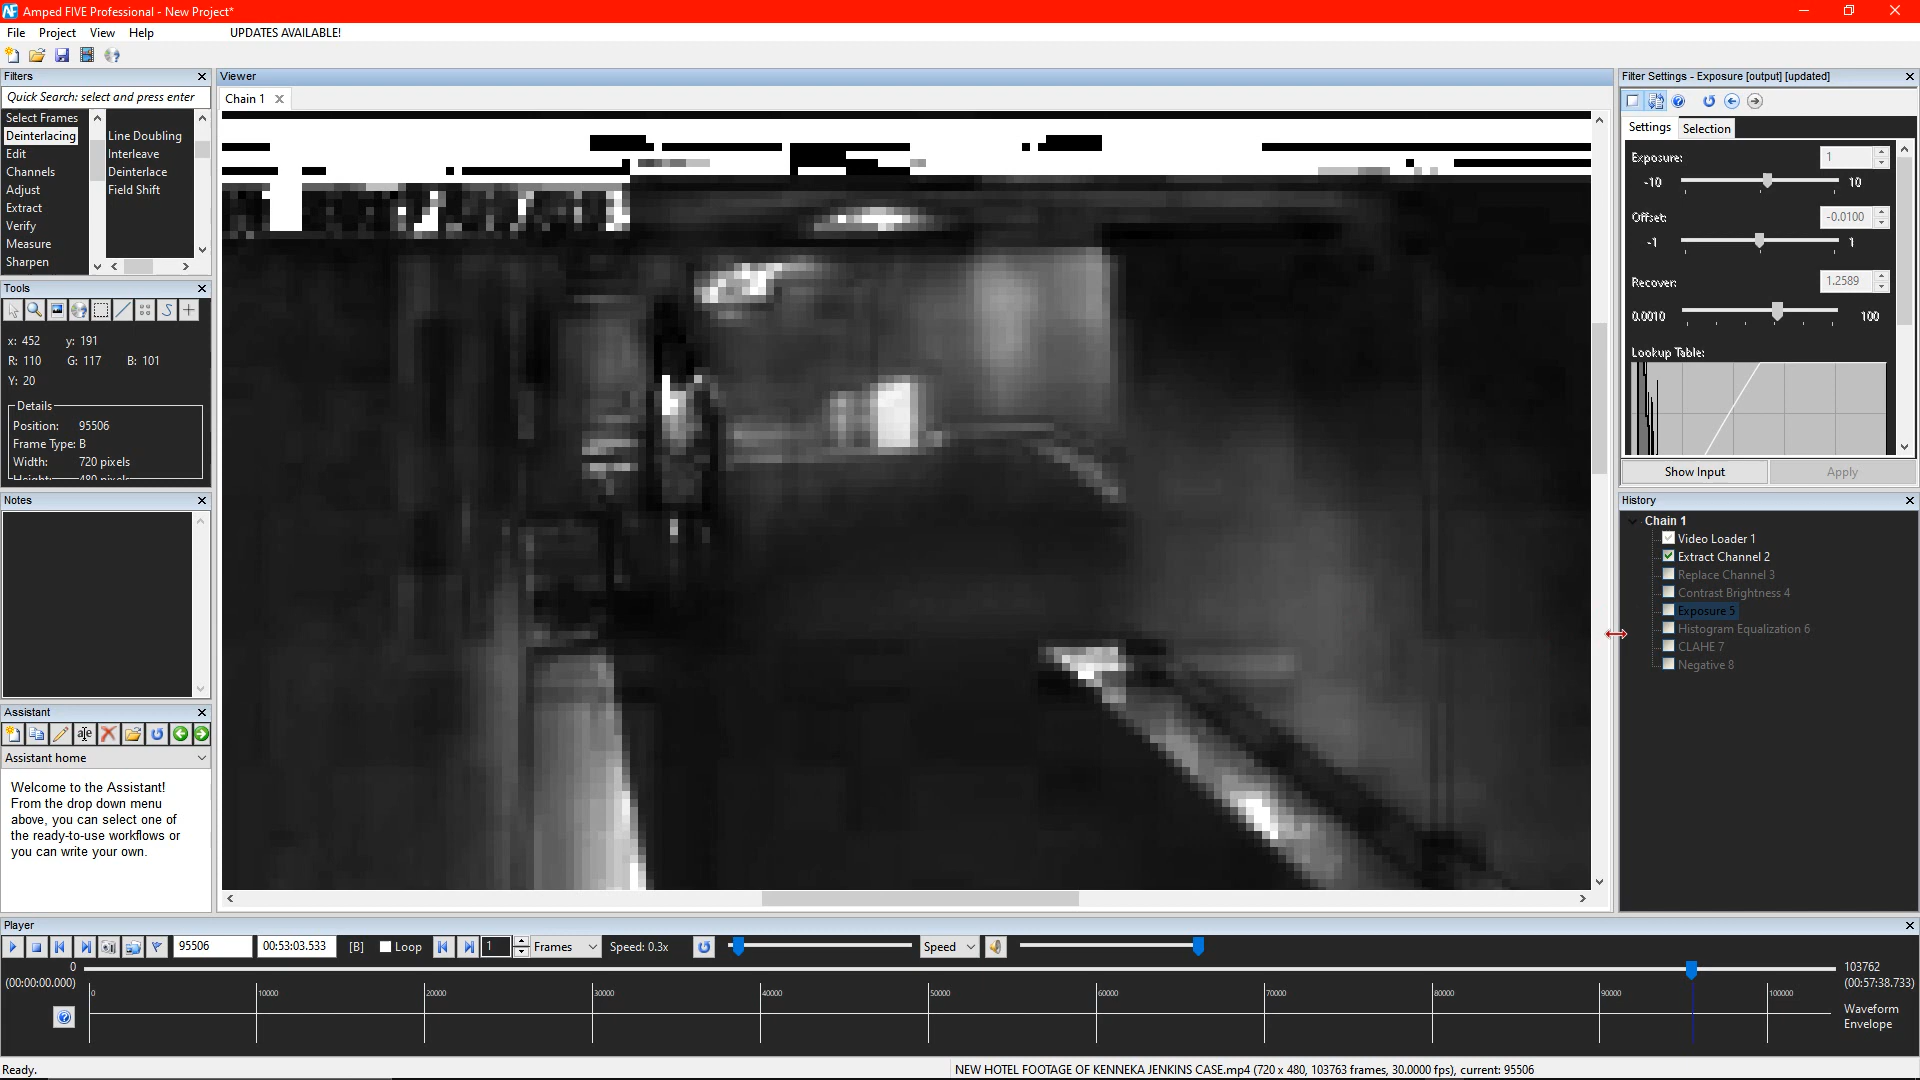 Amped FIVE Professional - New Project*
File Project View Help UPDATES AVAILABLE!
Filters
Quick Search: select and press enter
Select Frames
Deinterlacing
Edit
Channels
Adjust
Extract
Verify
Measure
Sharpen
Line Doubling
Interleave
Deinterlace
Field Shift
Tools
x: 452 y: 191
R: 110 G: 117 B: 101
Y: 20
Details
Position: 95506
Frame Type: B
Width: 720 pixels
Height: 480 pixels
Notes
Assistant
Assistant home
Welcome to the Assistant!
From the drop down menu
above, you can select one of
the ready-to-use workflows or
you can write your own.
Viewer
Chain 1
Filter Settings - Exposure [output] [updated]
Settings Selection
Exposure: 1
-10 10
Offset: -0.0100
-1 1
Recover: 1.2589
0.0010 100
Lookup Table:
Show Input Apply
History
Chain 1
Video Loader 1
Extract Channel 2
Replace Channel 3
Contrast Brightness 4
Exposure 5
Histogram Equalization 6
CLAHE 7
Negative 8
Player
95506 00:53:03.533 [B] Loop 1 Frames Speed: 0.3x Speed
0 103762
(00:00:00.000) (00:57:38.733)
0 10000 20000 30000 40000 50000 60000 70000 80000 90000 100000
Waveform
Envelope
Ready. NEW HOTEL FOOTAGE OF KENNEKA JENKINS CASE.mp4 (720 x 480, 103763 frames, 30.0000 fps), current: 95506